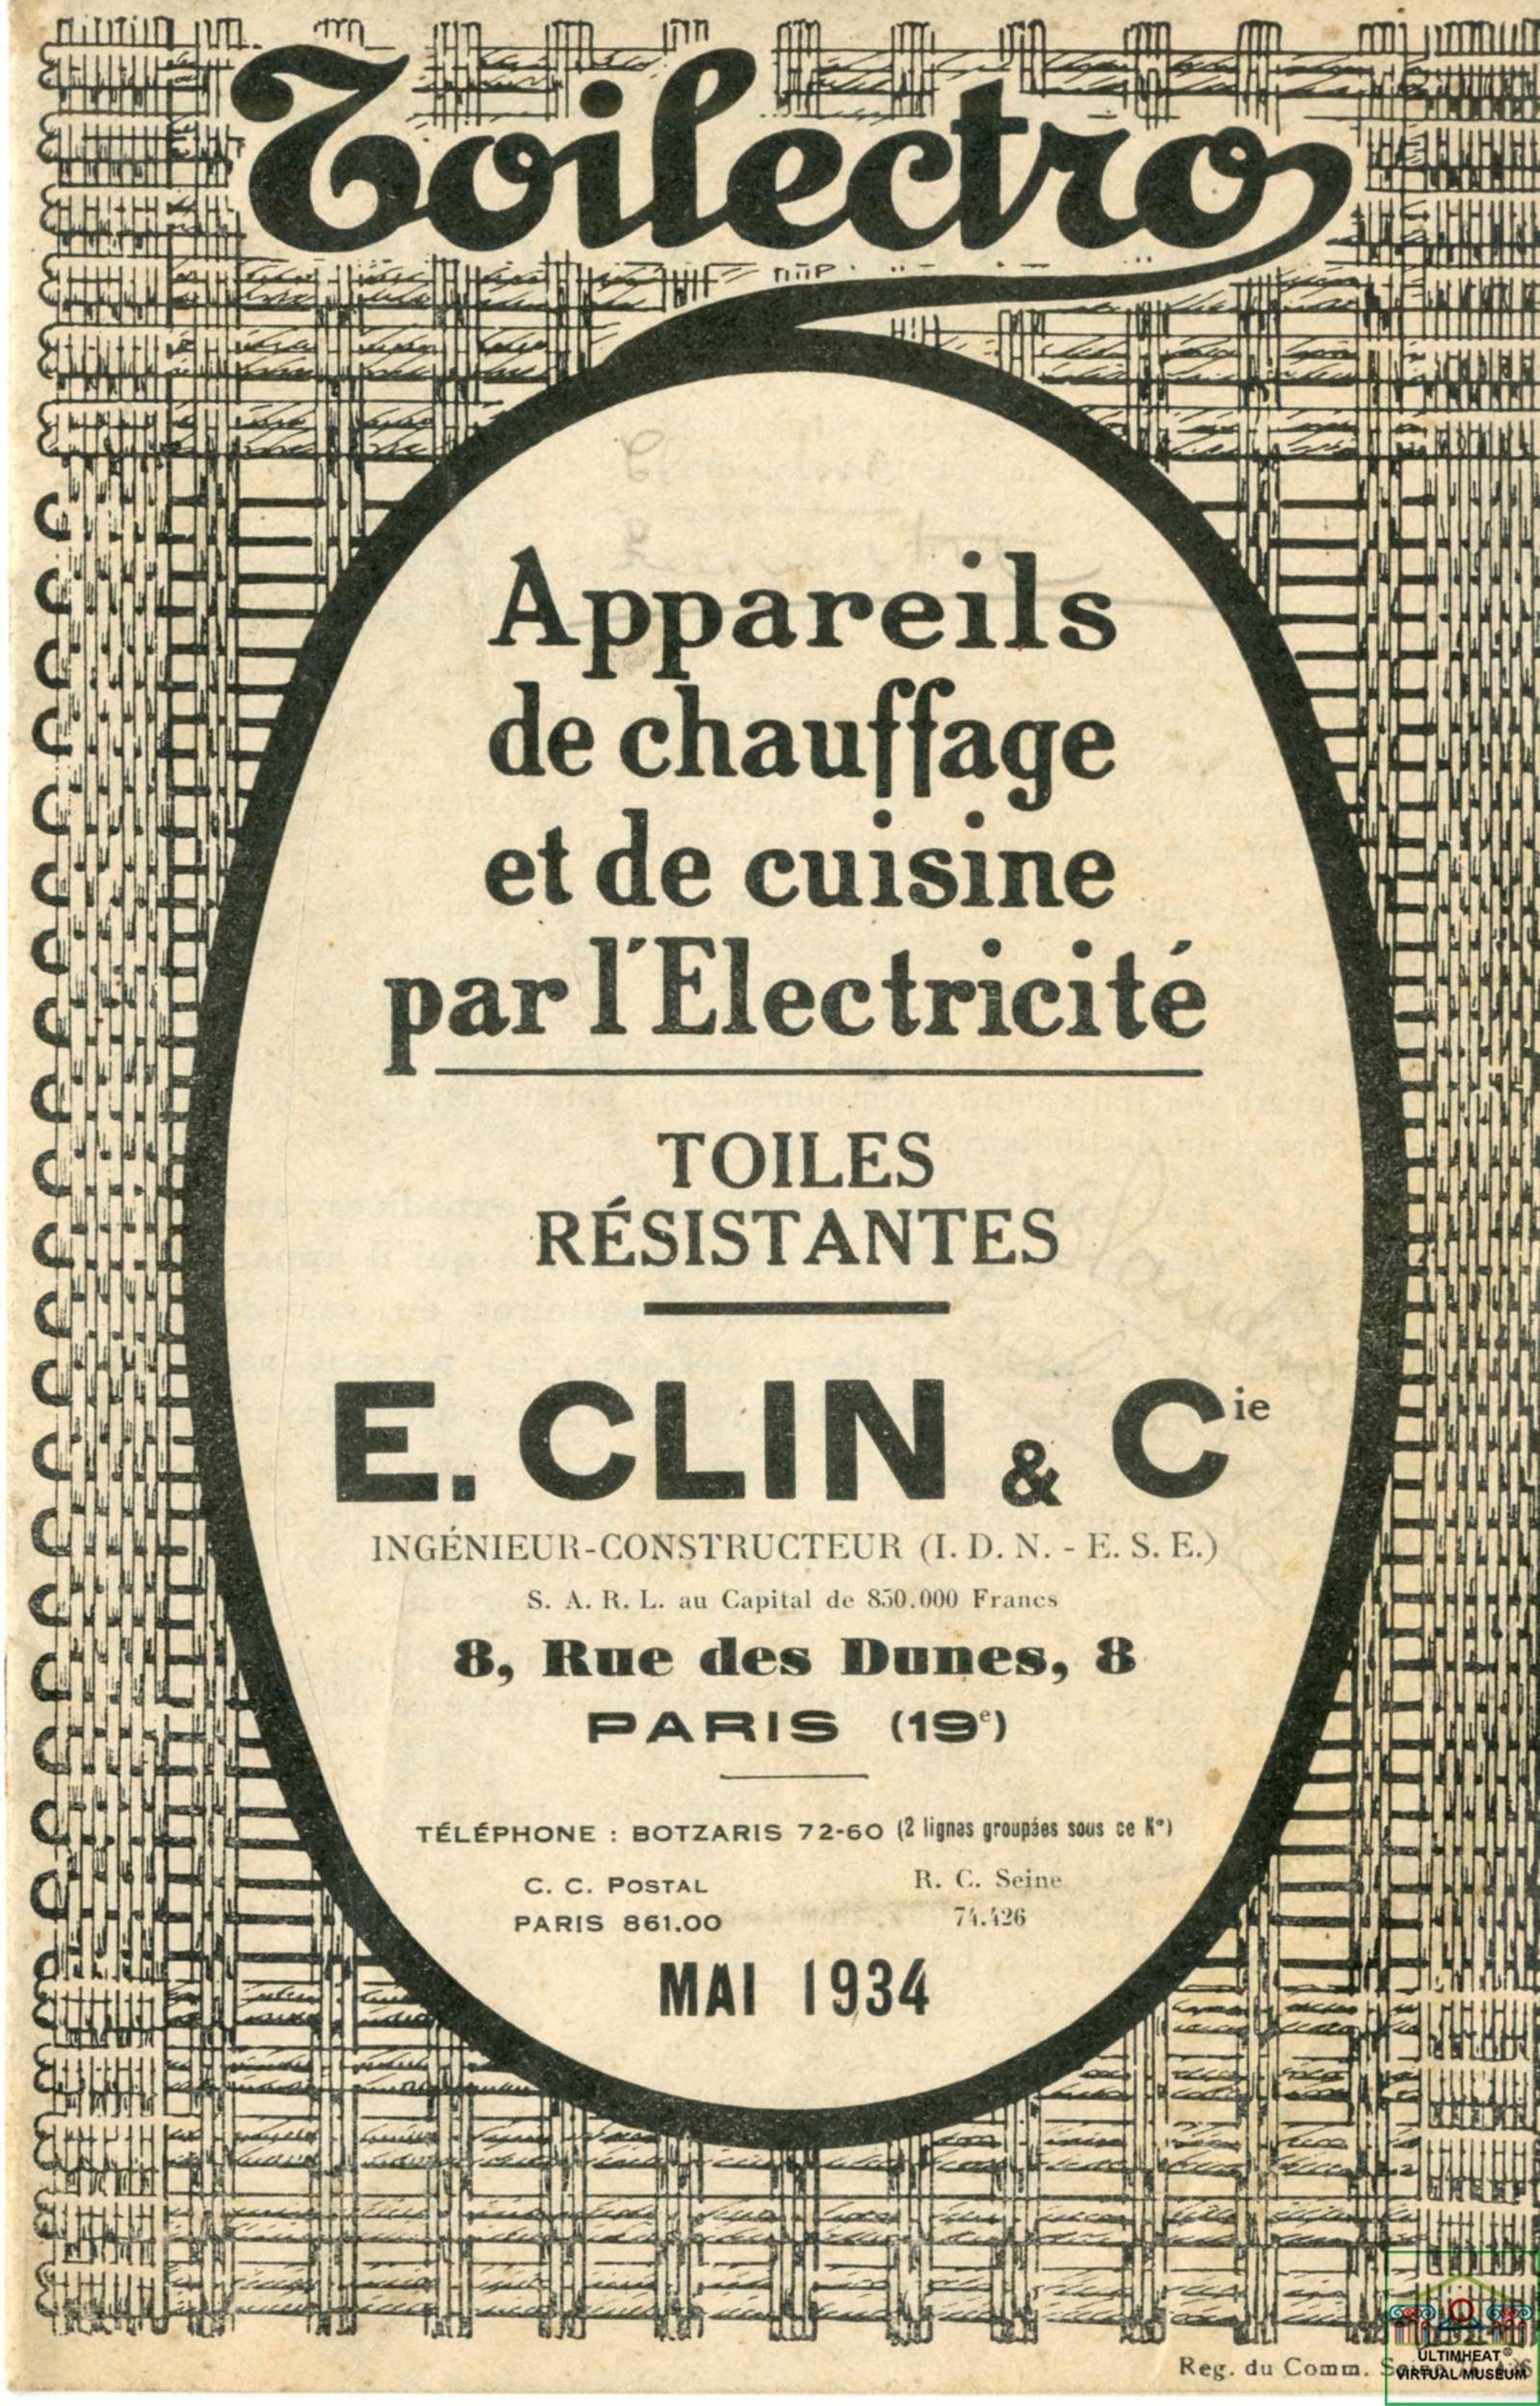 Toilectro
Appareils
de chauffage
et de cuisine
par l'Electricité
TOILES
RÉSISTANTES
E. CLIN & Cie
INGÉNIEUR-CONSTRUCTEUR (I. D. N. - E. S. E.)
S. A. R. L. au Capital de 850.000 Francs
8, Rue des Dunes, 8
PARIS (19e)
TÉLÉPHONE : BOTZARIS 72-60 (2 lignes groupées sous ce No)
C. C. POSTAL
PARIS 861.00
R. C. Seine
74.426
MAI 1934
Reg. du Comm.
ULTIMHEAT®
VIRTUAL MUSEUM